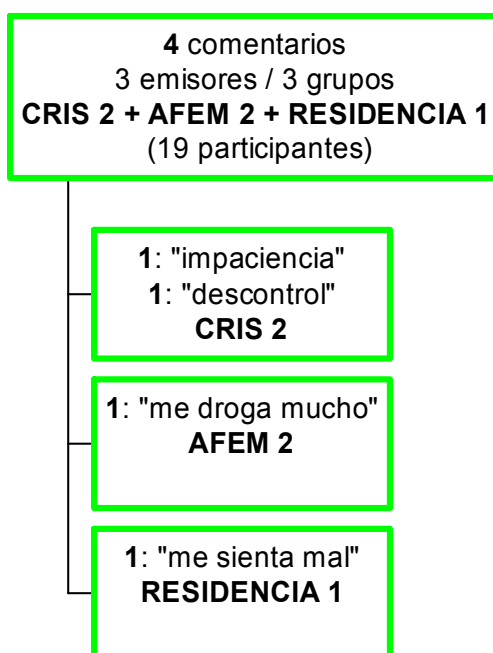 4 comentarios
3 emisores / 3 grupos
CRIS 2 + AFEM 2 + RESIDENCIA 1
(19 participantes)
1: "impaciencia"
1: "descontrol"
CRIS 2
1: "me droga mucho"
AFEM 2
1: "me sienta mal"
RESIDENCIA 1